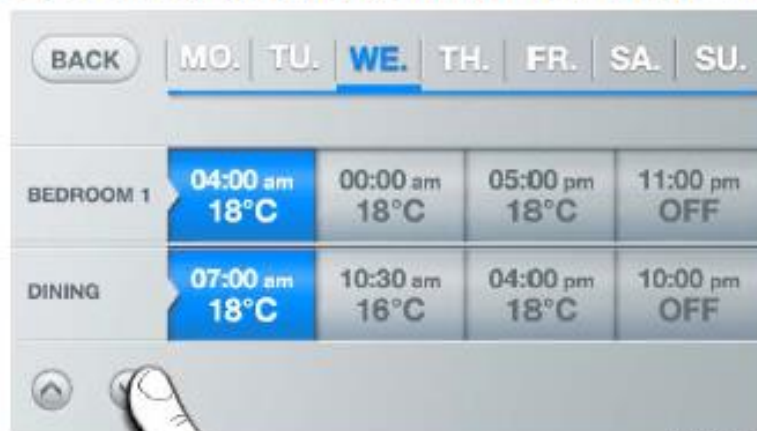 BACK MO. TU. WE. TH. FR. SA. SU.
BEDROOM 1 04:00 am 00:00 am 05:00 pm 11:00 pm
18°C 18°C 18°C OFF
DINING 07:00 am 10:30 am 04:00 pm 10:00 pm
18°C 16°C 18°C OFF